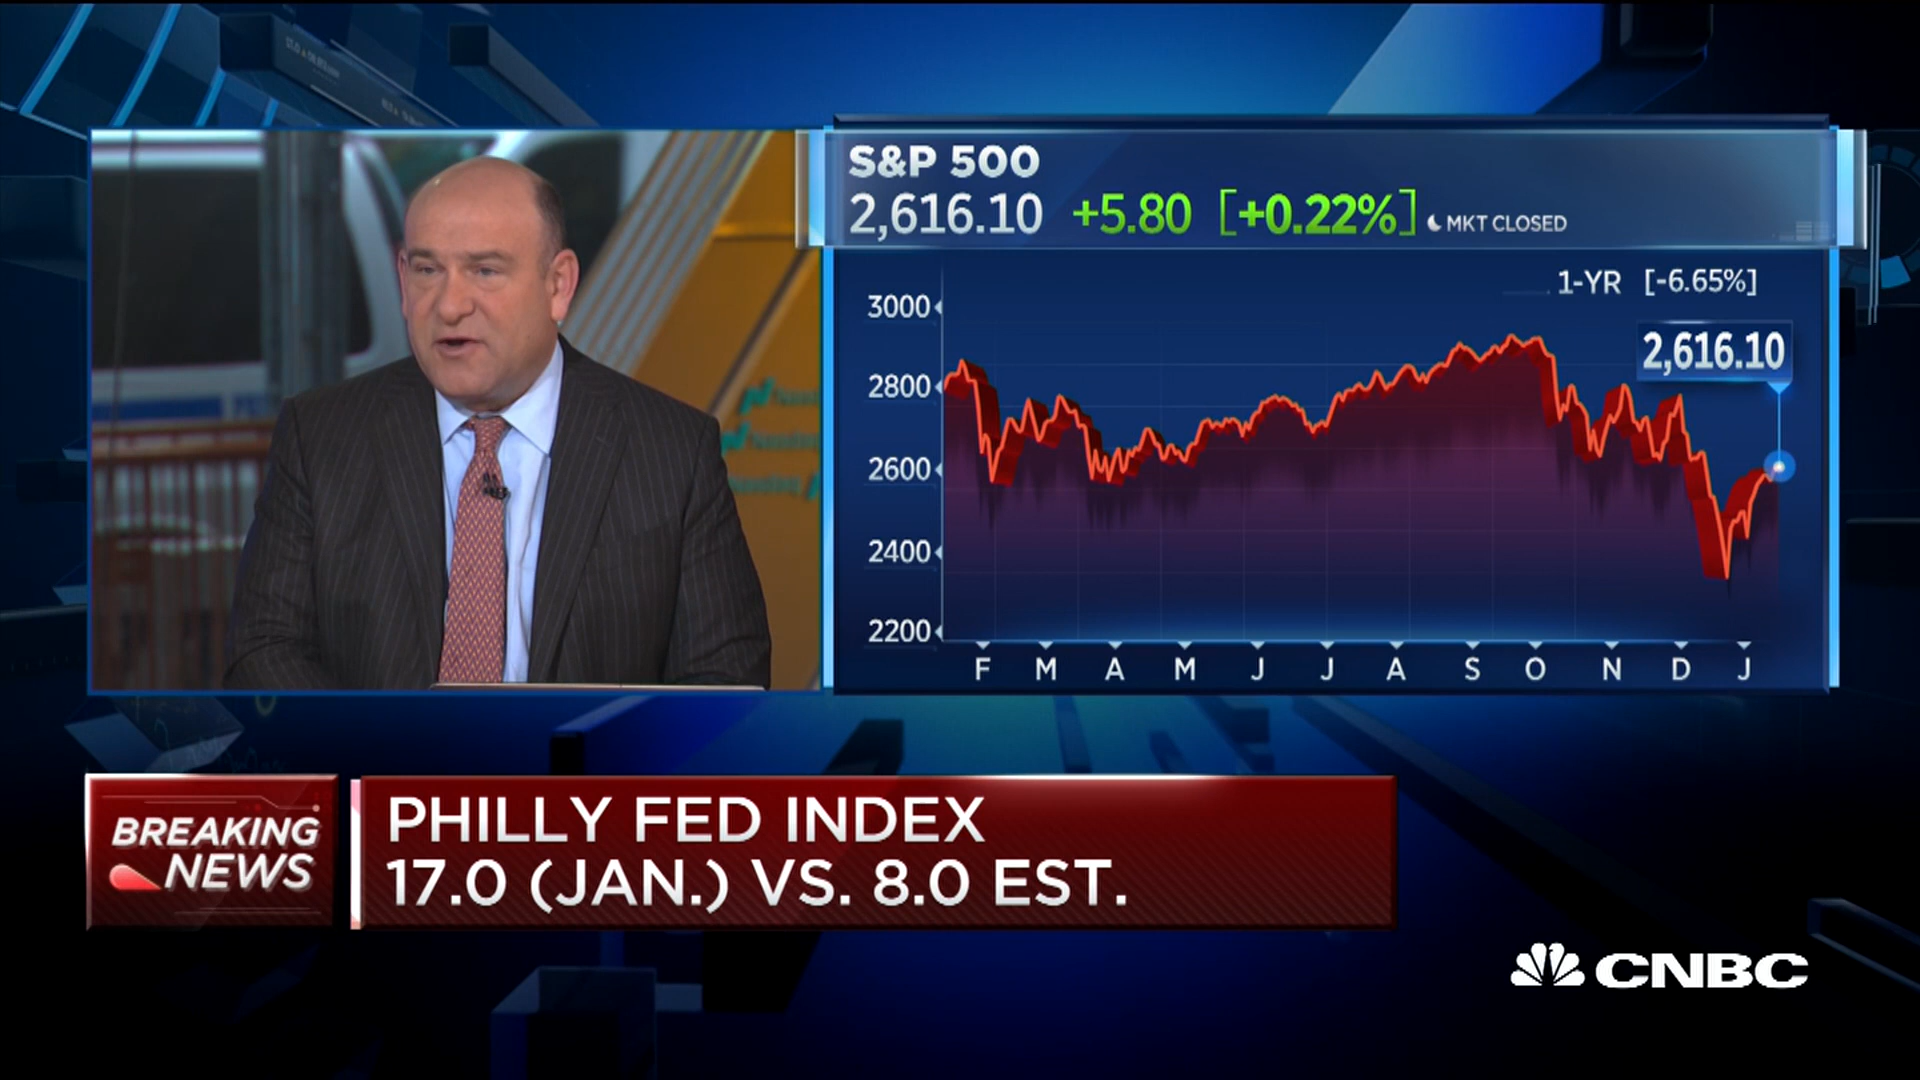 S&P 500
2,616.10 +5.80 [+0.22%] MKT CLOSED
1-YR [-6.65%]
2,616.10
3000
2800
2600
2400
2200
F M A M J J A S O N D J
BREAKING NEWS
PHILLY FED INDEX
17.0 (JAN.) VS. 8.0 EST.
CNBC